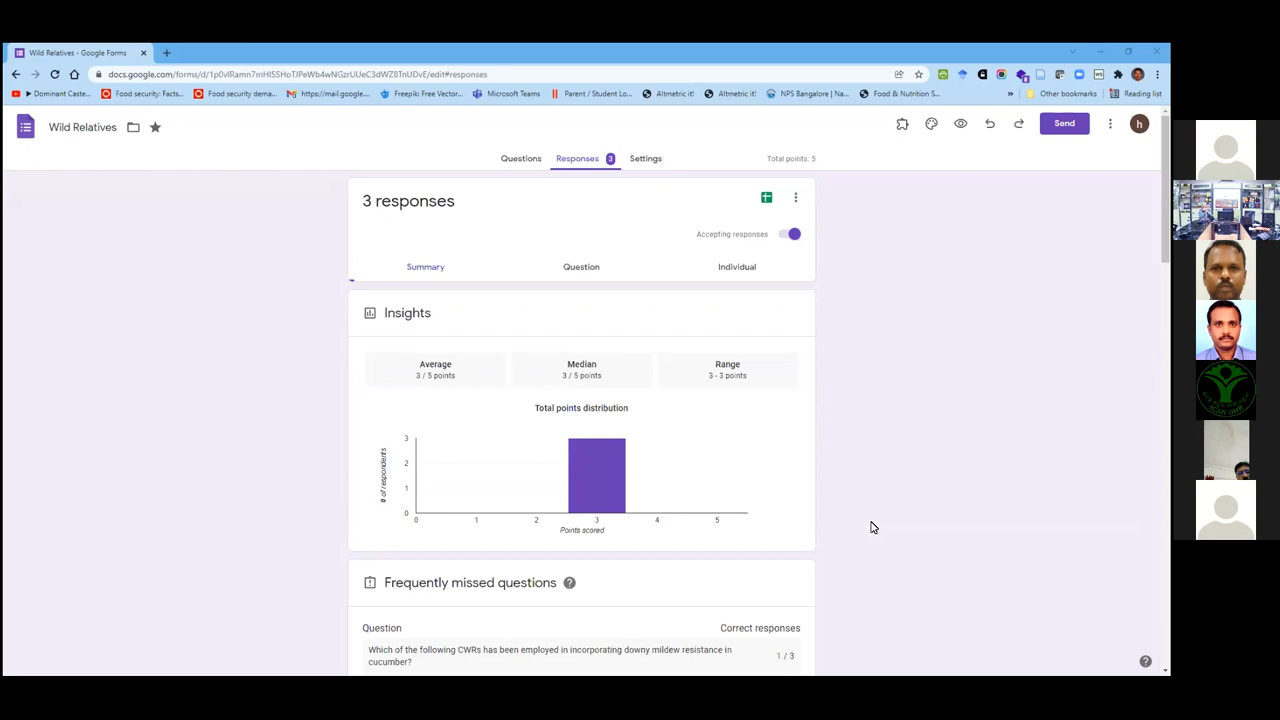 Wild Relatives - Google Forms
docs.google.com/forms/d/1p0vlRamn7mHl5SHoTJPeWb4wNGzrUUeC3dWZ8TnUDvE/edit#responses
Dominant Caste... Food security: Facts... Food security dema... https://mail.google... Freepik: Free Vector... Microsoft Teams Parent / Student Lo... Altmetric it! Altmetric it! NPS Bangalore | Na... Food & Nutrition S... » Other bookmarks Reading list
Wild Relatives
Send
h
Questions Responses 3 Settings Total points: 5
3 responses
Accepting responses
Summary Question Individual
Insights
Average Median Range
3 / 5 points 3 / 5 points 3 - 3 points
Total points distribution
3
2
1
0
# of respondents
0 1 2 3 4 5
Points scored
Frequently missed questions
Question Correct responses
Which of the following CWRs has been employed in incorporating downy mildew resistance in
cucumber?
1 / 3
ICAR-IIHR